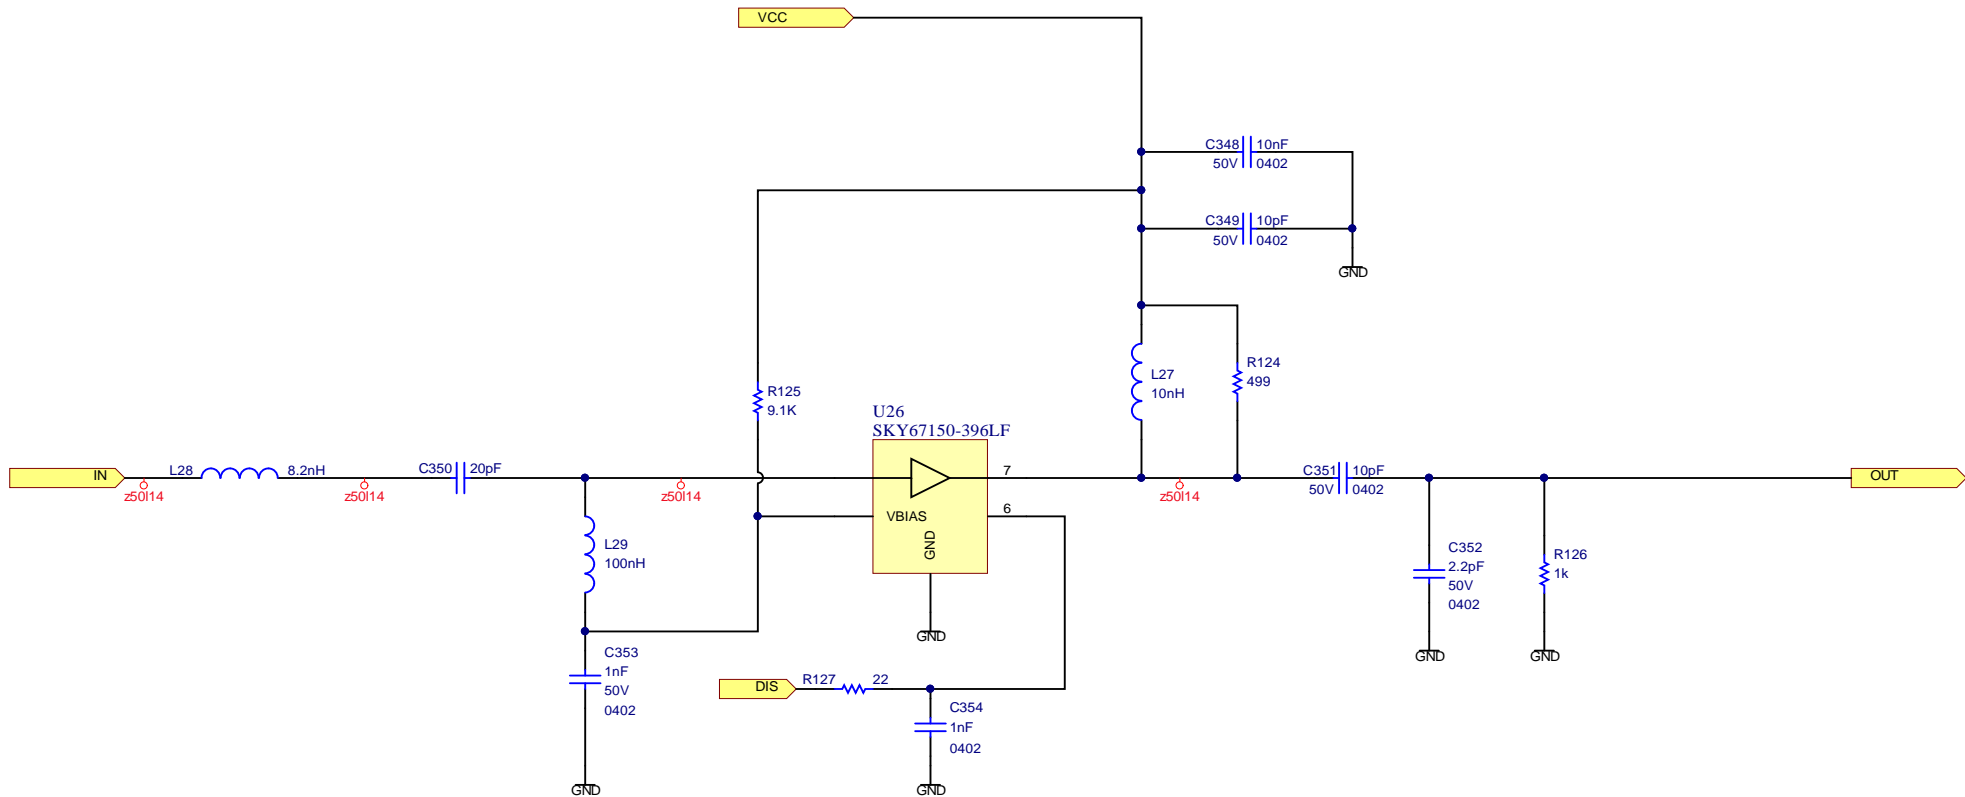 VCC
C348 10nF
50V 0402
C349 10pF
50V 0402
GND
R124
499
L27
10nH
R125
9.1K
U26
SKY67150-396LF
IN
L28 8.2nH
C350 20pF
7
C351 10pF
50V 0402
OUT
z50l14
z50l14
z50l14
z50l14
VBIAS
6
GND
L29
100nH
C352
2.2pF
50V
0402
R126
1k
GND
GND
GND
C353
1nF
50V
0402
DIS
R127 22
C354
1nF
0402
GND
GND